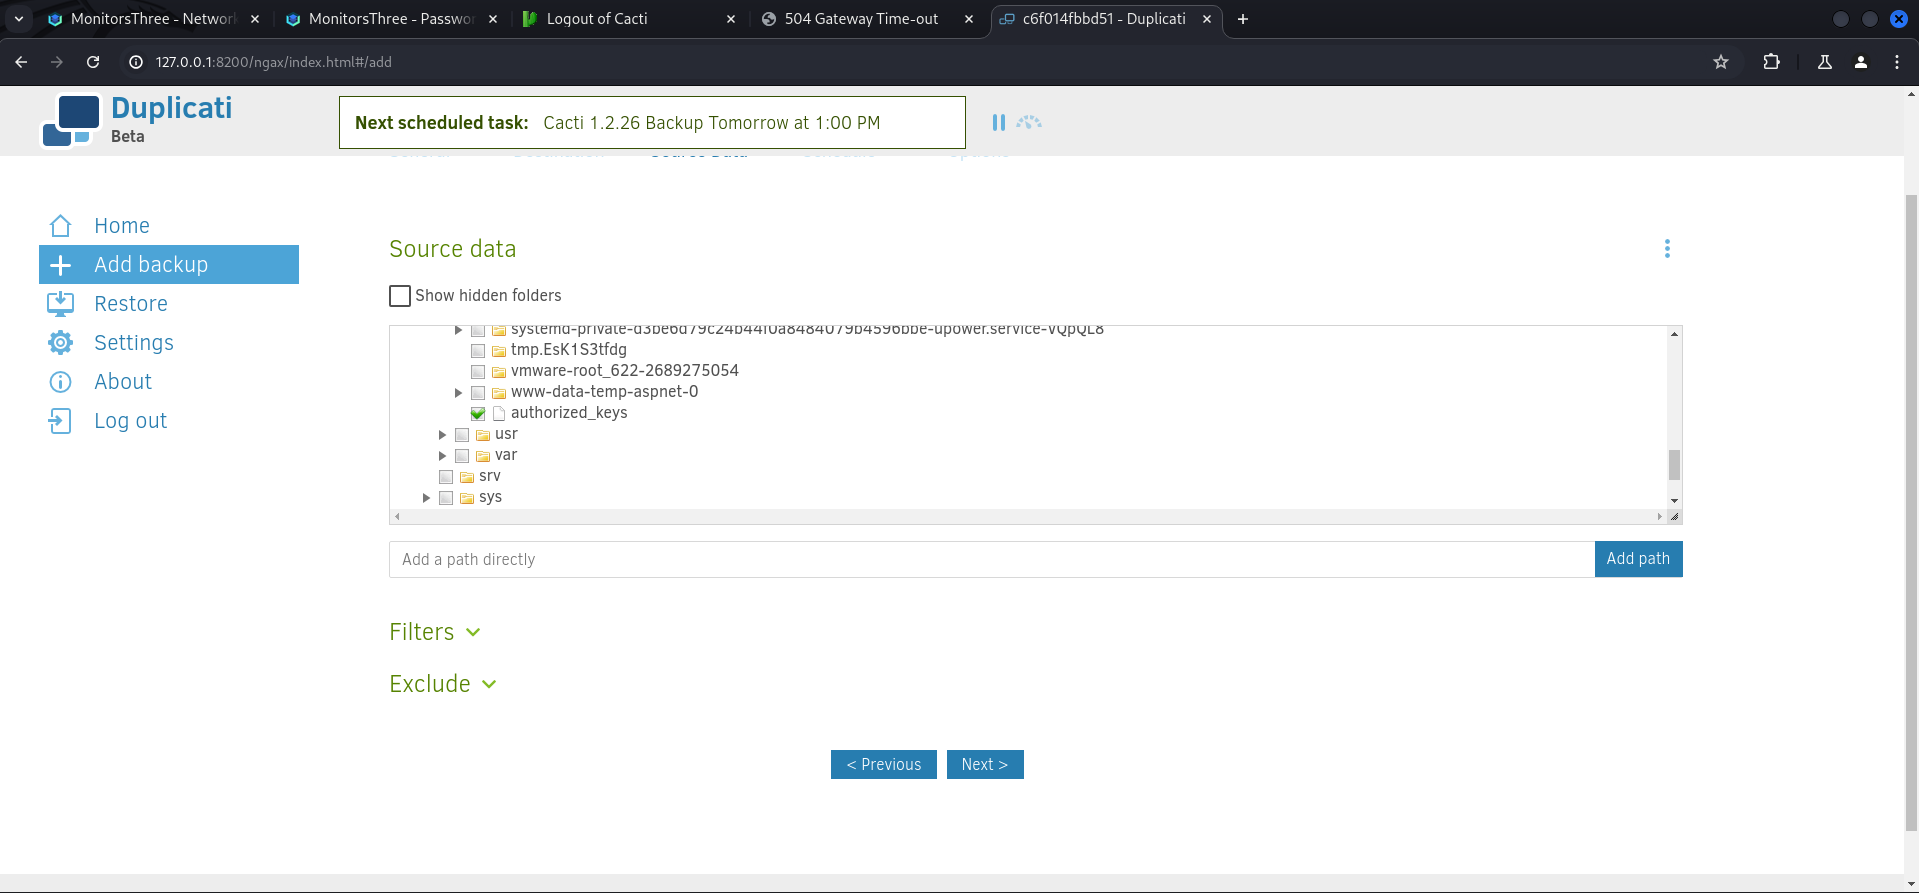 MonitorsThree - Network
MonitorsThree - Passwor
Logout of Cacti
504 Gateway Time-out
c6f014fbbd51 - Duplicati
127.0.0.1:8200/ngax/index.html#/add
Duplicati
Beta
Next scheduled task: Cacti 1.2.26 Backup Tomorrow at 1:00 PM
Source Data
Home
Add backup
Restore
Settings
About
Log out
Source data
Show hidden folders
systemd-private-d3be6d79c24b44f0a8484079b4596bbe-upower.service-VQpQL8
tmp.EsK1S3tfdg
vmware-root_622-2689275054
www-data-temp-aspnet-0
authorized_keys
usr
var
srv
sys
Add a path directly
Add path
Filters
Exclude
< Previous
Next >